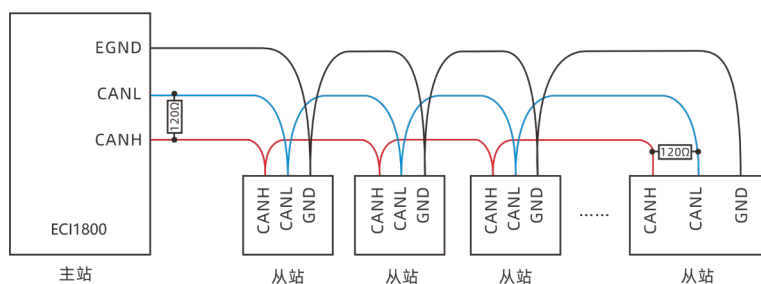 EGND
CANL
120Ω
CANH
ECI1800
主站
CANH CANL GND
从站
CANH CANL GND
从站
CANH CANL GND
从站
......
120Ω
CANH CANL GND
从站